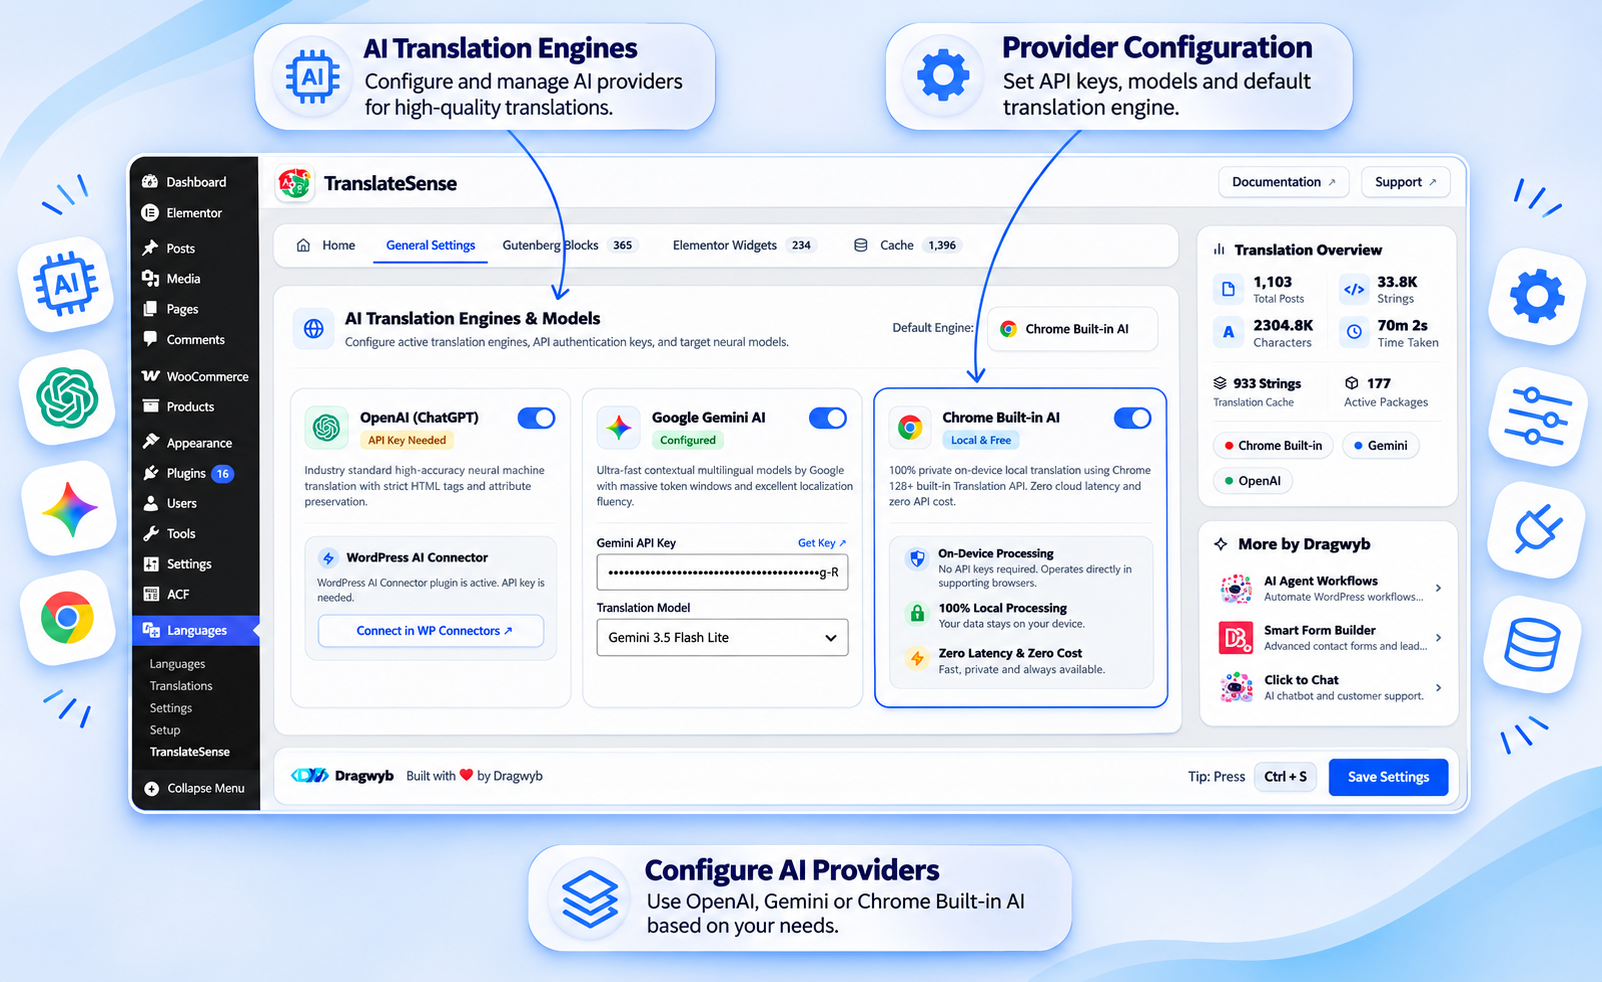 AI Translation Engines
Configure and manage AI providers
for high-quality translations.
Provider Configuration
Set API keys, models and default
translation engine.
AI
Dashboard
Elementor
Posts
Media
Pages
Comments
WooCommerce
Products
Appearance
Plugins 16
Users
Tools
Settings
ACF
Languages
Languages
Translations
Settings
Setup
TranslateSense
Collapse Menu
TranslateSense
Documentation ↗
Support ↗
Home
General Settings
Gutenberg Blocks 365
Elementor Widgets 234
Cache 1,396
AI Translation Engines & Models
Configure active translation engines, API authentication keys, and target neural models.
Default Engine:
Chrome Built-in AI
OpenAI (ChatGPT)
API Key Needed
Industry standard high-accuracy neural machine
translation with strict HTML tags and attribute
preservation.
WordPress AI Connector
WordPress AI Connector plugin is active. API key is
needed.
Connect in WP Connectors ↗
Google Gemini AI
Configured
Ultra-fast contextual multilingual models by Google
with massive token windows and excellent localization
fluency.
Gemini API Key
Get Key ↗
••••••••••••••••••••••••••••••••••••••••g-R
Translation Model
Gemini 3.5 Flash Lite
Chrome Built-in AI
Local & Free
100% private on-device local translation using Chrome
128+ built-in Translation API. Zero cloud latency and
zero API cost.
On-Device Processing
No API keys required. Operates directly in
supporting browsers.
100% Local Processing
Your data stays on your device.
Zero Latency & Zero Cost
Fast, private and always available.
Translation Overview
1,103
Total Posts
33.8K
Strings
A
2304.8K
Characters
70m 2s
Time Taken
933 Strings
Translation Cache
177
Active Packages
Chrome Built-in
Gemini
OpenAI
More by Dragwyb
AI Agent Workflows
Automate WordPress workflows...
Smart Form Builder
Advanced contact forms and lead...
Click to Chat
AI chatbot and customer support.
Dragwyb
Built with ❤ by Dragwyb
Tip: Press Ctrl + S
Save Settings
Configure AI Providers
Use OpenAI, Gemini or Chrome Built-in AI
based on your needs.